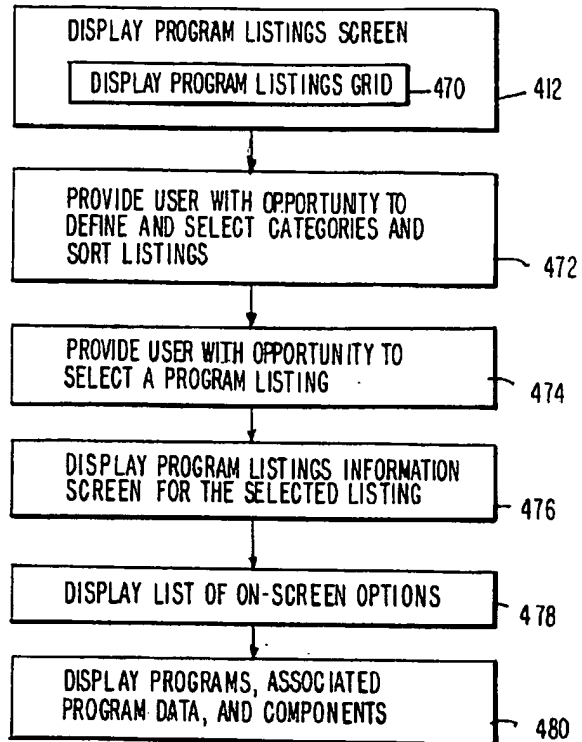 DISPLAY PROGRAM LISTINGS SCREEN
DISPLAY PROGRAM LISTINGS GRID
470
412
PROVIDE USER WITH OPPORTUNITY TO
DEFINE AND SELECT CATEGORIES AND
SORT LISTINGS
472
PROVIDE USER WITH OPPORTUNITY TO
SELECT A PROGRAM LISTING
474
DISPLAY PROGRAM LISTINGS INFORMATION
SCREEN FOR THE SELECTED LISTING
476
DISPLAY LIST OF ON-SCREEN OPTIONS
478
DISPLAY PROGRAMS, ASSOCIATED
PROGRAM DATA, AND COMPONENTS
480